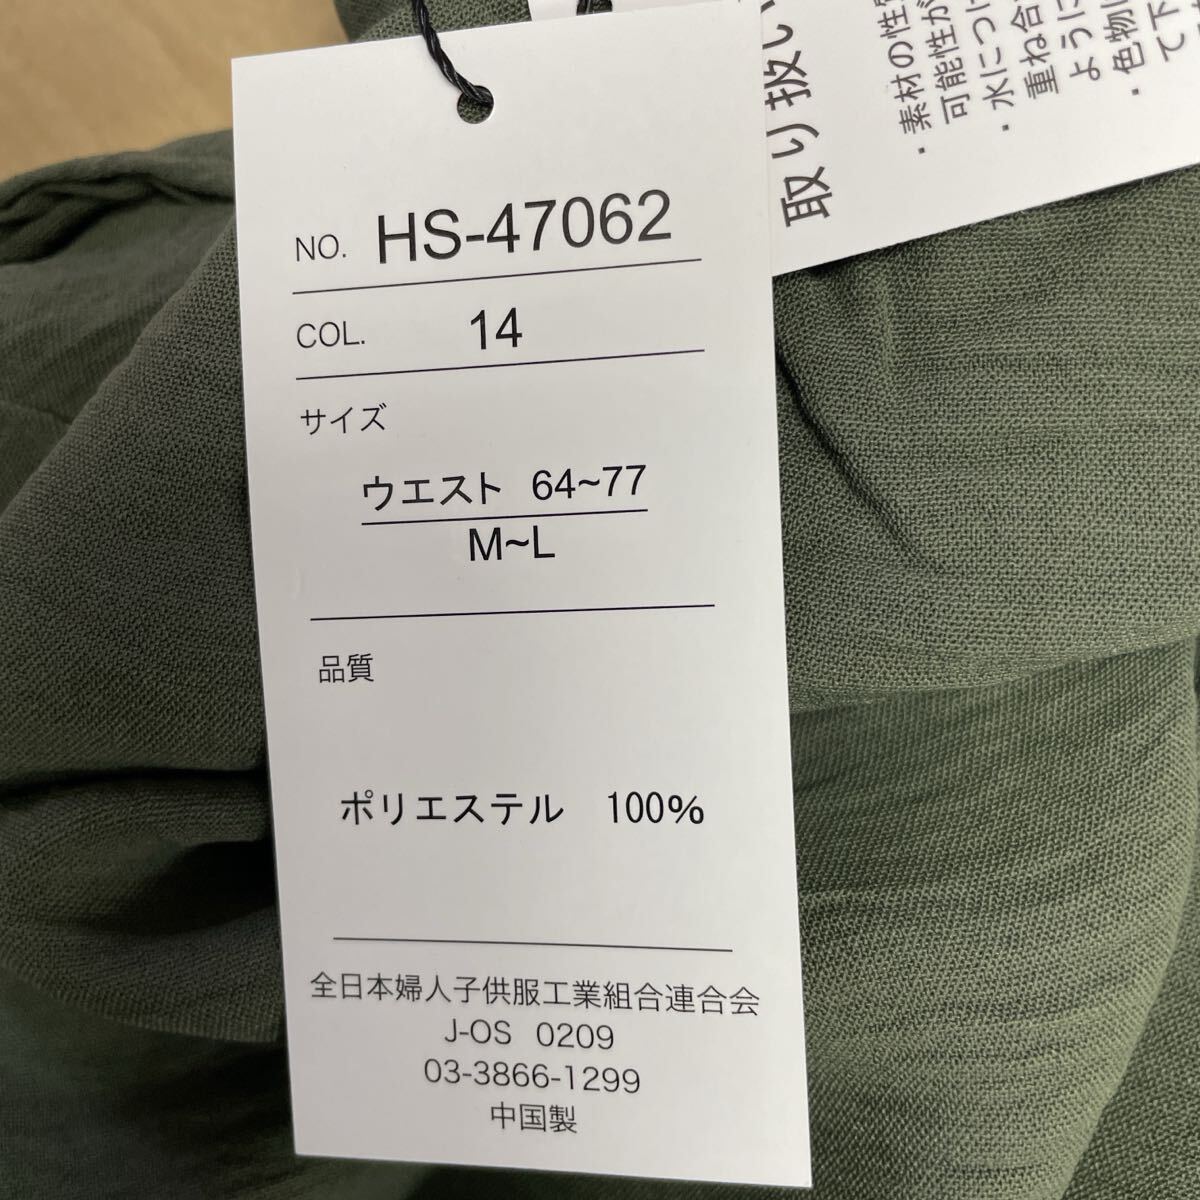 NO. HS-47062
COL. 14
サイズ
ウエスト 64~77
M~L
品質
ポリエステル 100%
全日本婦人子供服工業組合連合会
J-OS 0209
03-3866-1299
中国製
取り扱い
・素材の性質
可能性が
・水につけ
重ね合
ように
・色物
て下